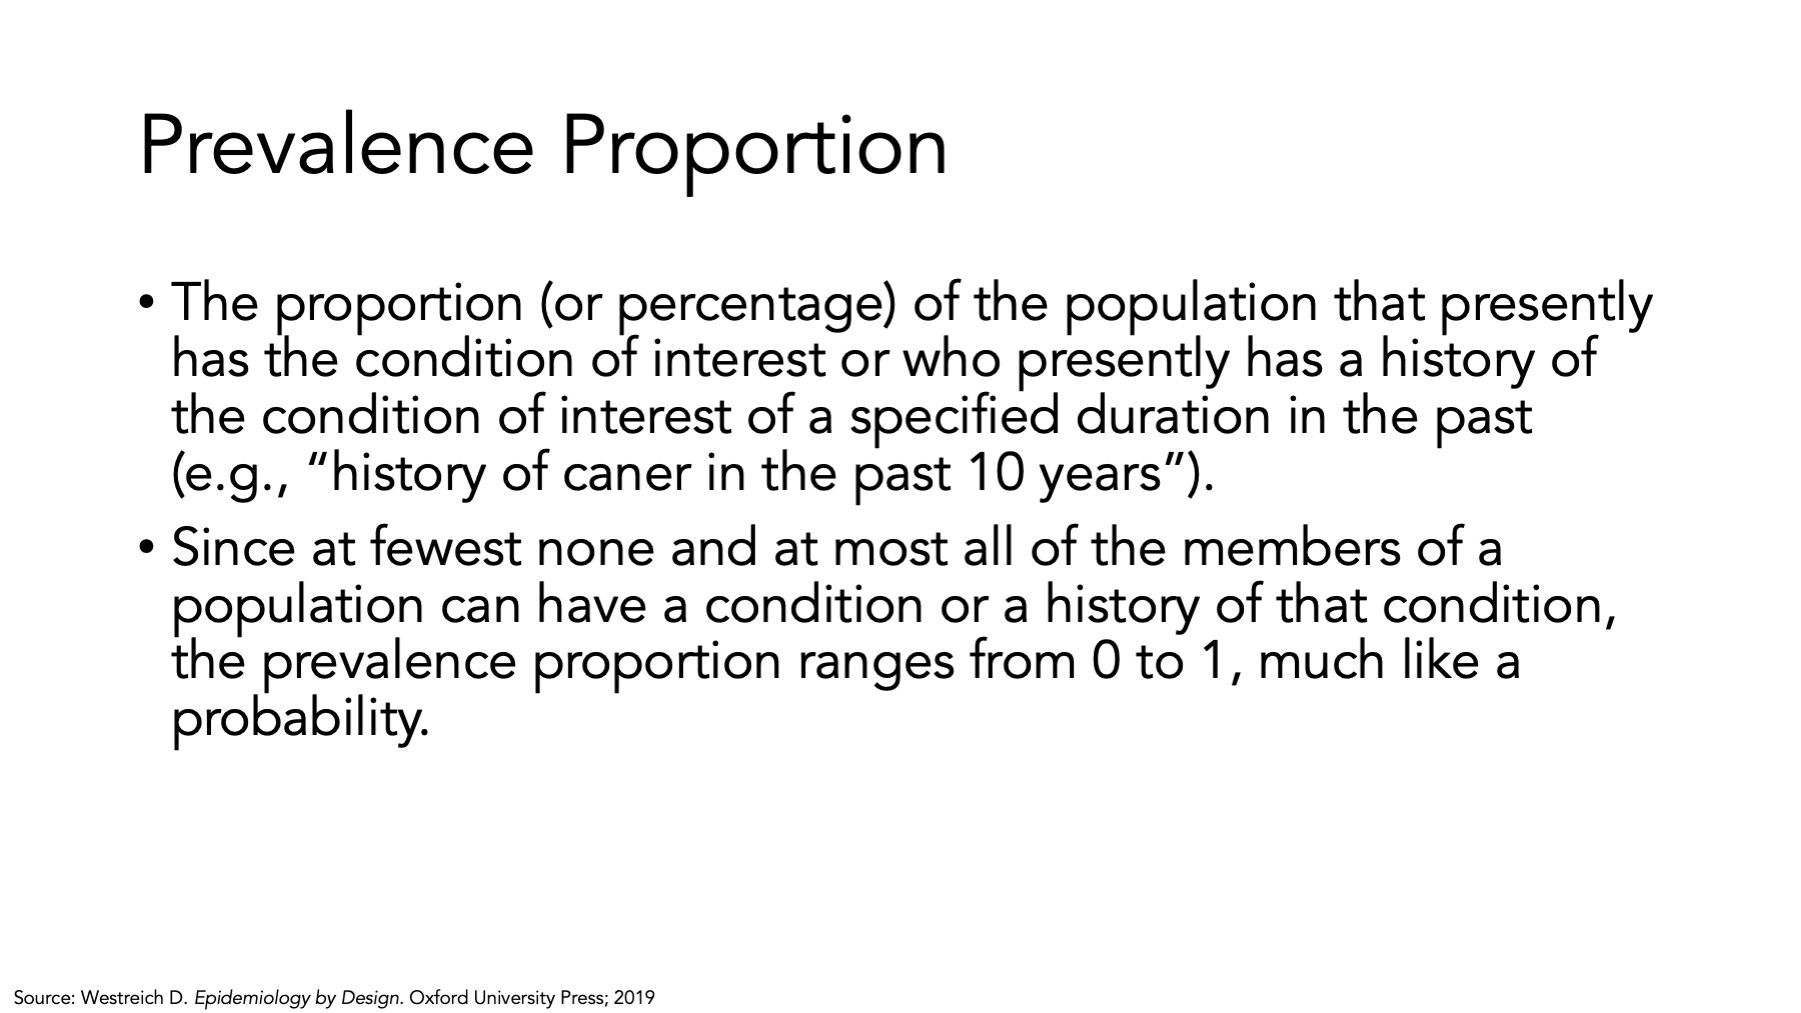 Prevalence Proportion
• The proportion (or percentage) of the population that presently
has the condition of interest or who presently has a history of
the condition of interest of a specified duration in the past
(e.g., “history of caner in the past 10 years”).
• Since at fewest none and at most all of the members of a
population can have a condition or a history of that condition,
the prevalence proportion ranges from 0 to 1, much like a
probability.
Source: Westreich D. Epidemiology by Design. Oxford University Press; 2019